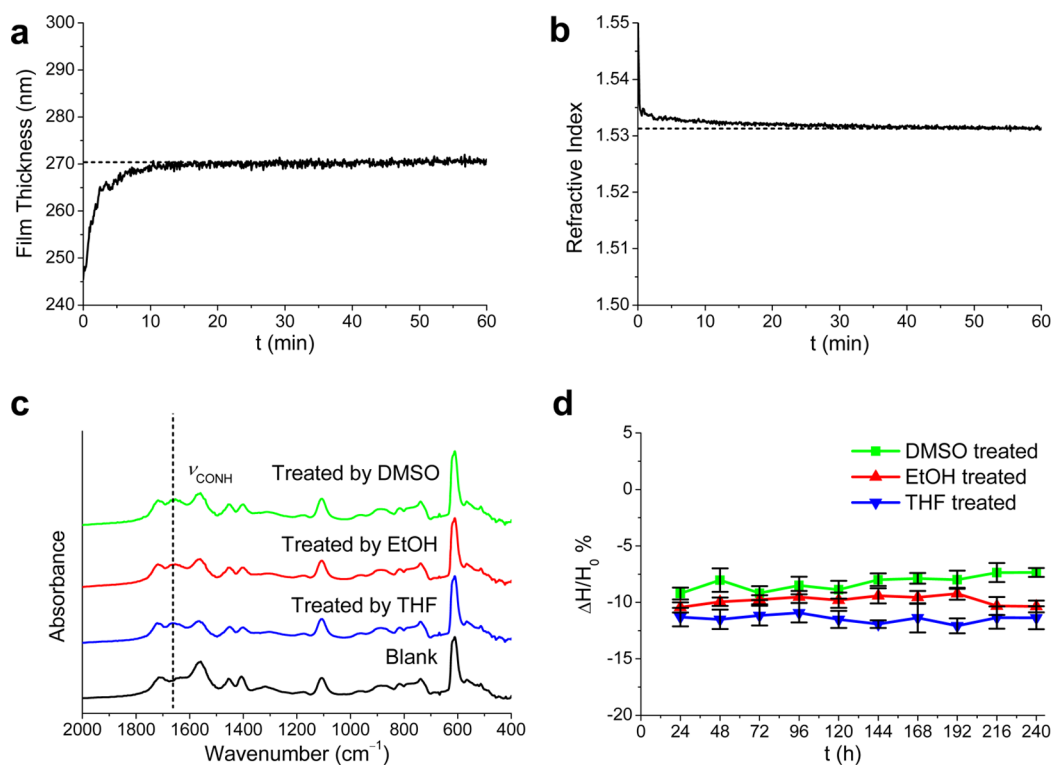 a
300
290
280
270
260
250
240
Film Thickness (nm)
0 10 20 30 40 50 60
t (min)
b
1.55
1.54
1.53
1.52
1.51
1.50
Refractive Index
0 10 20 30 40 50 60
t (min)
c
νCONH
Treated by DMSO
Treated by EtOH
Treated by THF
Blank
Absorbance
2000 1800 1600 1400 1200 1000 800 600 400
Wavenumber (cm⁻¹)
d
5
0
-5
-10
-15
-20
ΔH/H₀ %
DMSO treated
EtOH treated
THF treated
0 24 48 72 96 120 144 168 192 216 240
t (h)